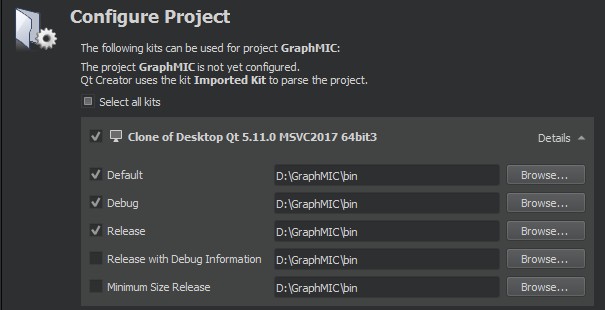 Configure Project
The following kits can be used for project GraphMIC:
The project GraphMIC is not yet configured.
Qt Creator uses the kit Imported Kit to parse the project.
Select all kits
Clone of Desktop Qt 5.11.0 MSVC2017 64bit3 Details
Default D:\GraphMIC\bin Browse...
Debug D:\GraphMIC\bin Browse...
Release D:\GraphMIC\bin Browse...
Release with Debug Information D:\GraphMIC\bin Browse...
Minimum Size Release D:\GraphMIC\bin Browse...